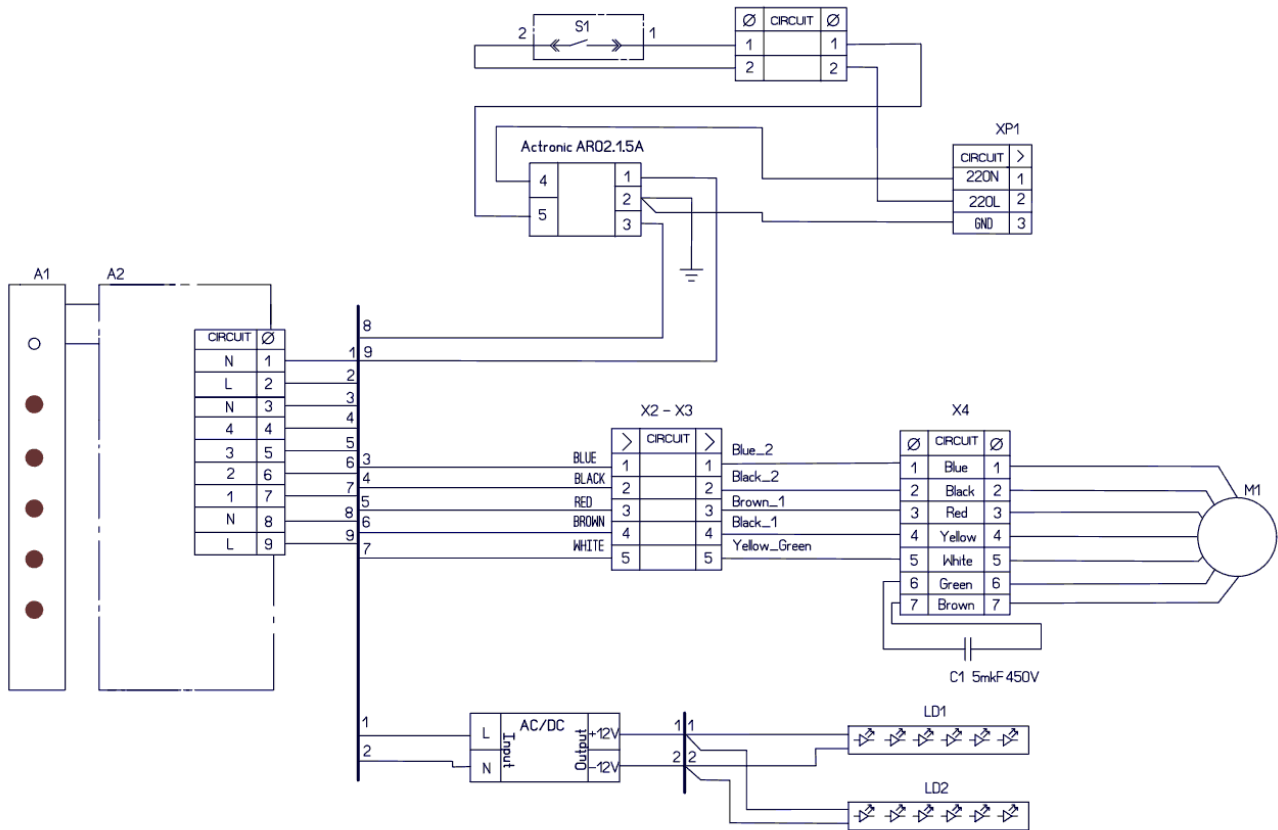 S1
2 1
Ø CIRCUIT Ø
1 1
2 2
XP1
Actronic AR02.1.5A
CIRCUIT >
220N 1
220L 2
GND 3
4 1
5 2
3
A1 A2
CIRCUIT Ø
N 1
L 2
N 3
4 4
3 5
2 6
1 7
N 8
L 9
8
1 9
2
3
4
5
6 3
7 4
5
8 6
9 7
X2 - X3
> CIRCUIT >
BLUE 1 1 Blue_2
BLACK 2 2 Black_2
RED 3 3 Brown_1
BROWN 4 4 Black_1
WHITE 5 5 Yellow_Green
X4
Ø CIRCUIT Ø
1 Blue 1
2 Black 2
3 Red 3
4 Yellow 4
5 White 5
6 Green 6
7 Brown 7
M1
C1 5mkF 450V
1
2
L AC/DC +12V
N Input Output -12V
1 1
2 2
LD1
LD2